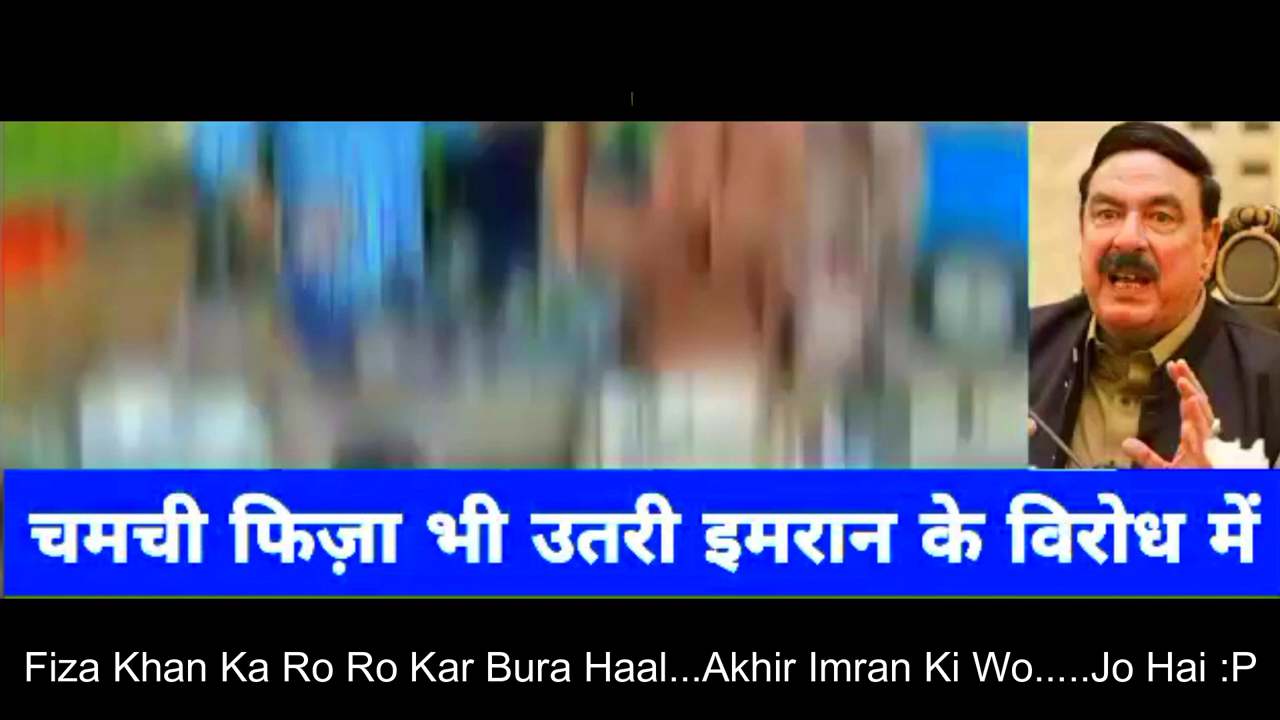 चमची फिज़ा भी उतरी इमरान के विरोध में
Fiza Khan Ka Ro Ro Kar Bura Haal...Akhir Imran Ki Wo.....Jo Hai :P